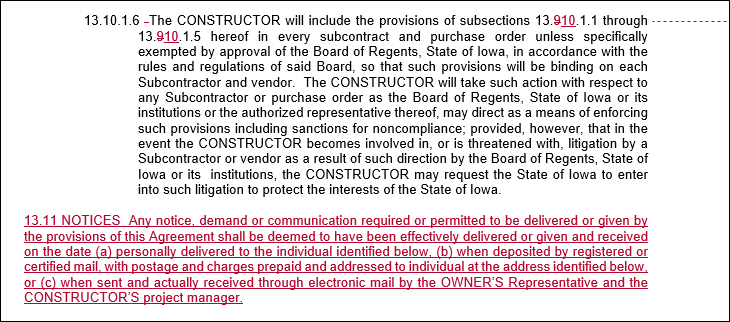 13.10.1.6 -The CONSTRUCTOR will include the provisions of subsections 13.910.1.1 through
13.910.1.5 hereof in every subcontract and purchase order unless specifically
exempted by approval of the Board of Regents, State of Iowa, in accordance with the
rules and regulations of said Board, so that such provisions will be binding on each
Subcontractor and vendor. The CONSTRUCTOR will take such action with respect to
any Subcontractor or purchase order as the Board of Regents, State of Iowa or its
institutions or the authorized representative thereof, may direct as a means of enforcing
such provisions including sanctions for noncompliance; provided, however, that in the
event the CONSTRUCTOR becomes involved in, or is threatened with, litigation by a
Subcontractor or vendor as a result of such direction by the Board of Regents, State of
Iowa or its institutions, the CONSTRUCTOR may request the State of Iowa to enter
into such litigation to protect the interests of the State of Iowa.
13.11 NOTICES Any notice, demand or communication required or permitted to be delivered or given by
the provisions of this Agreement shall be deemed to have been effectively delivered or given and received
on the date (a) personally delivered to the individual identified below, (b) when deposited by registered or
certified mail, with postage and charges prepaid and addressed to individual at the address identified below,
or (c) when sent and actually received through electronic mail by the OWNER'S Representative and the
CONSTRUCTOR'S project manager.